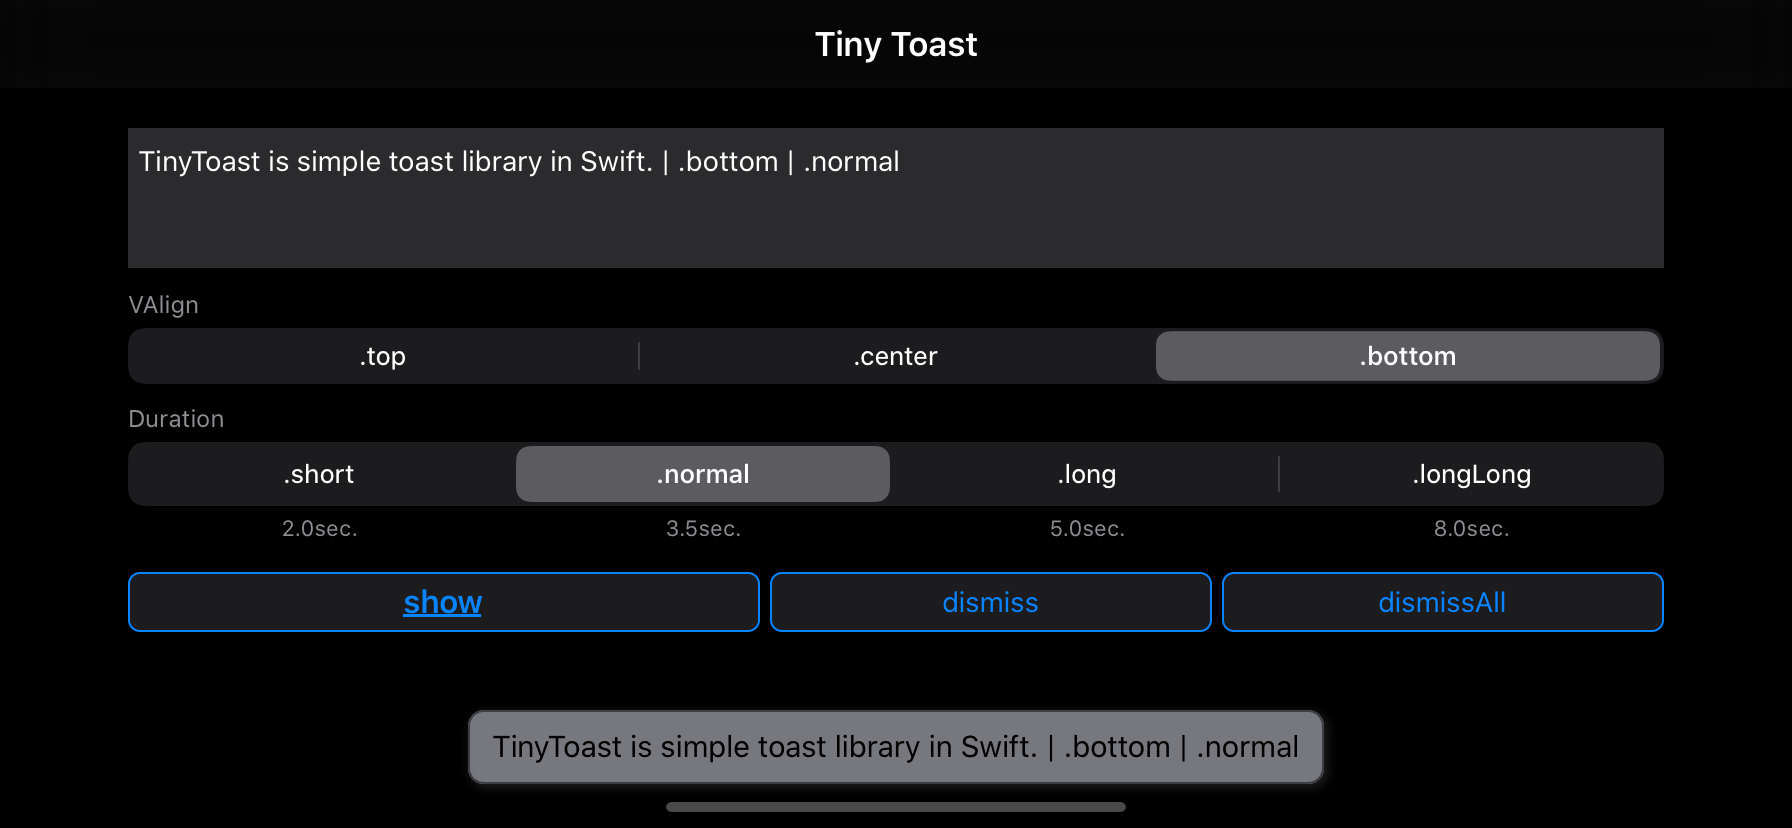 Tiny Toast
TinyToast is simple toast library in Swift. | .bottom | .normal
VAlign
.top .center .bottom
Duration
.short .normal .long .longLong
2.0sec. 3.5sec. 5.0sec. 8.0sec.
show dismiss dismissAll
TinyToast is simple toast library in Swift. | .bottom | .normal